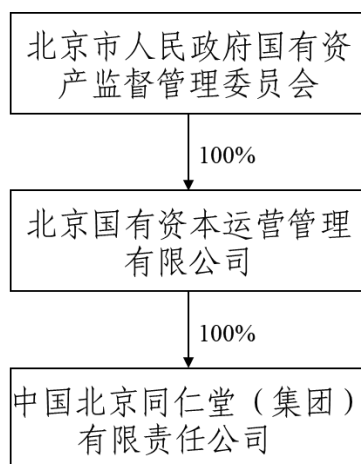 北京市人民政府国有资
产监督管理委员会
100%
北京国有资本运营管理
有限公司
100%
中国北京同仁堂（集团）
有限责任公司